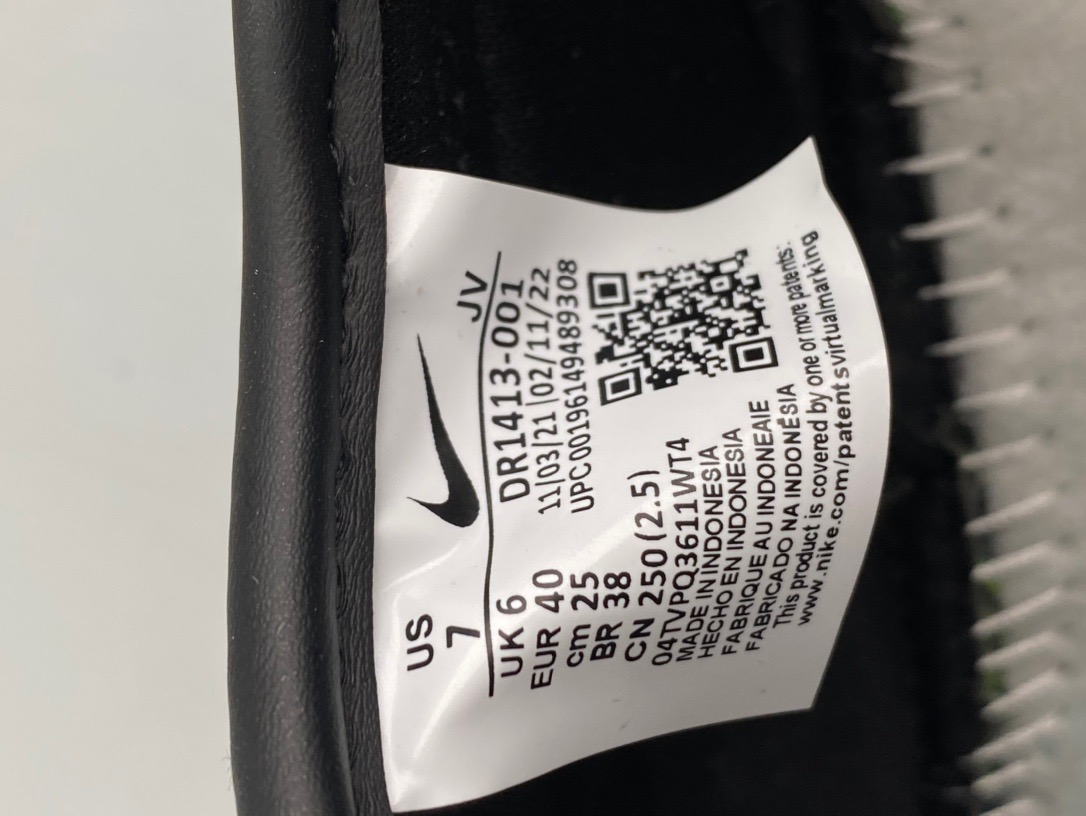 US
7
JV
UK 6
EUR 40
cm 25
BR 38
CN 250 (2.5)
DR1413-001
11/03/21|02/11/22
UPC 00196149489308
04TVPQ3611WT4
MADE IN INDONESIA
HECHO EN INDONESIA
FABRIQUE AU INDONEAIE
FABRICADO NA INDONÉSIA
This product is covered by one or more patents:
www.nike.com/patentsvirtualmarking